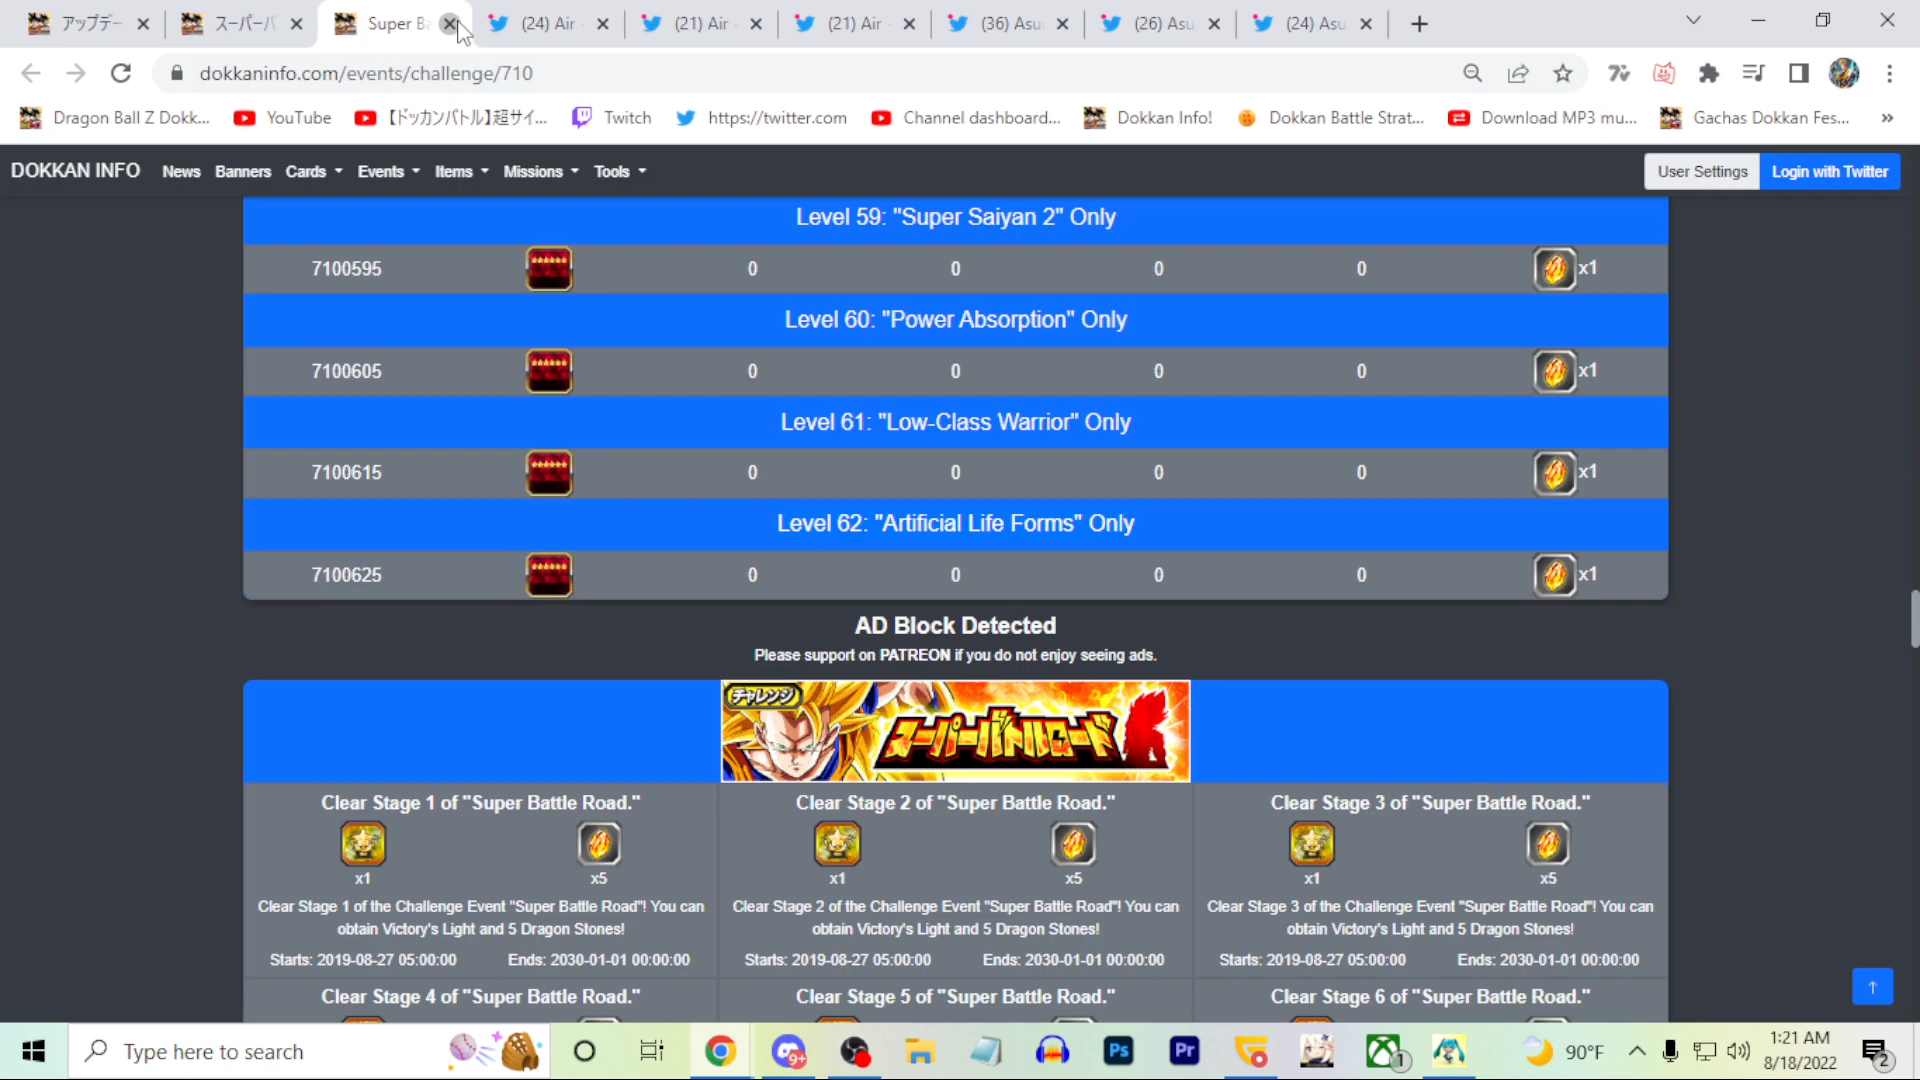 アップデー
スーパーバ
Super Ba
(24) Air
(21) Air
(21) Air
(36) Asu
(26) Asu
(24) Asu
dokkaninfo.com/events/challenge/710
Dragon Ball Z Dokk...
YouTube
【ドッカンバトル】超サイ...
Twitch
https://twitter.com
Channel dashboard...
Dokkan Info!
Dokkan Battle Strat...
Download MP3 mu...
Gachas Dokkan Fes...
»
DOKKAN INFO News Banners Cards Events Items Missions Tools User Settings Login with Twitter
Level 59: "Super Saiyan 2" Only
7100595 0 0 0 0 x1
Level 60: "Power Absorption" Only
7100605 0 0 0 0 x1
Level 61: "Low-Class Warrior" Only
7100615 0 0 0 0 x1
Level 62: "Artificial Life Forms" Only
7100625 0 0 0 0 x1
AD Block Detected
Please support on PATREON if you do not enjoy seeing ads.
チャレンジ
スーパーバトルロード
Clear Stage 1 of "Super Battle Road."
x1 x5
Clear Stage 1 of the Challenge Event "Super Battle Road"! You can
obtain Victory's Light and 5 Dragon Stones!
Starts: 2019-08-27 05:00:00 Ends: 2030-01-01 00:00:00
Clear Stage 2 of "Super Battle Road."
x1 x5
Clear Stage 2 of the Challenge Event "Super Battle Road"! You can
obtain Victory's Light and 5 Dragon Stones!
Starts: 2019-08-27 05:00:00 Ends: 2030-01-01 00:00:00
Clear Stage 3 of "Super Battle Road."
x1 x5
Clear Stage 3 of the Challenge Event "Super Battle Road"! You can
obtain Victory's Light and 5 Dragon Stones!
Starts: 2019-08-27 05:00:00 Ends: 2030-01-01 00:00:00
Clear Stage 4 of "Super Battle Road."
Clear Stage 5 of "Super Battle Road."
Clear Stage 6 of "Super Battle Road."
Type here to search
9+
Ps
Pr
1
90°F
1:21 AM
8/18/2022
2